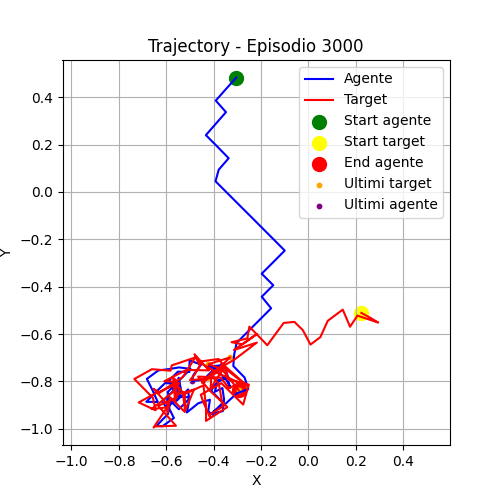 Trajectory - Episodio 3000
Agente
Target
Start agente
Start target
End agente
Ultimi target
Ultimi agente
Y
0.4
0.2
0.0
−0.2
−0.4
−0.6
−0.8
−1.0
−1.0 −0.8 −0.6 −0.4 −0.2 0.0 0.2 0.4
X